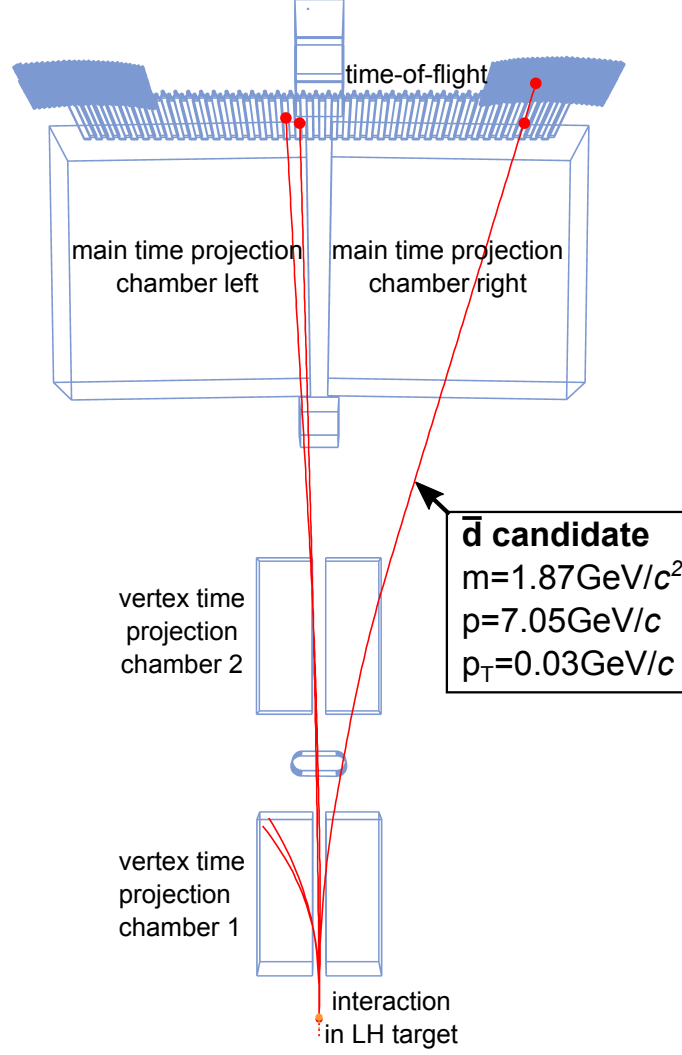 time-of-flight
main time projection
chamber left
main time projection
chamber right
d̅ candidate
m=1.87GeV/c²
p=7.05GeV/c
p_T=0.03GeV/c
vertex time
projection
chamber 2
vertex time
projection
chamber 1
interaction
in LH target